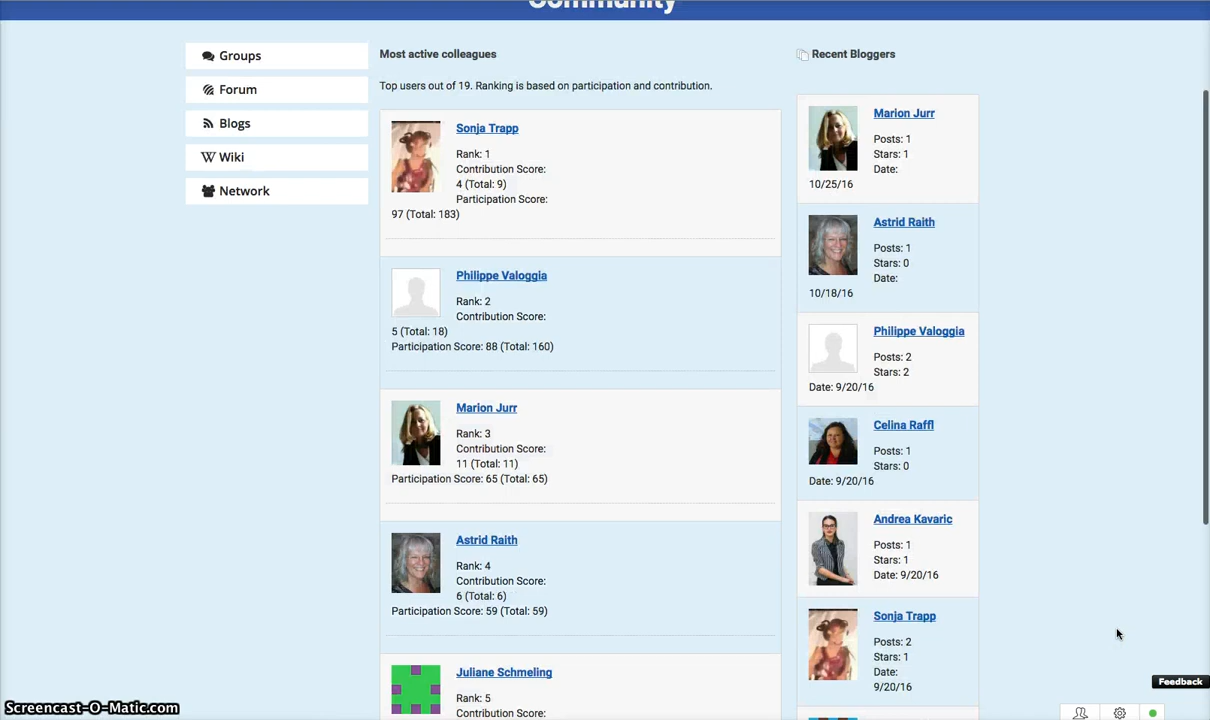 Community
Groups
Forum
Blogs
Wiki
Network
Most active colleagues
Top users out of 19. Ranking is based on participation and contribution.
Sonja Trapp
Rank: 1
Contribution Score:
4 (Total: 9)
Participation Score:
97 (Total: 183)
Philippe Valoggia
Rank: 2
Contribution Score:
5 (Total: 18)
Participation Score: 88 (Total: 160)
Marion Jurr
Rank: 3
Contribution Score:
11 (Total: 11)
Participation Score: 65 (Total: 65)
Astrid Raith
Rank: 4
Contribution Score:
6 (Total: 6)
Participation Score: 59 (Total: 59)
Juliane Schmeling
Rank: 5
Contribution Score:
Recent Bloggers
Marion Jurr
Posts: 1
Stars: 1
Date:
10/25/16
Astrid Raith
Posts: 1
Stars: 0
Date:
10/18/16
Philippe Valoggia
Posts: 2
Stars: 2
Date: 9/20/16
Celina Raffl
Posts: 1
Stars: 0
Date: 9/20/16
Andrea Kavaric
Posts: 1
Stars: 1
Date: 9/20/16
Sonja Trapp
Posts: 2
Stars: 1
Date:
9/20/16
Feedback
Screencast-O-Matic.com